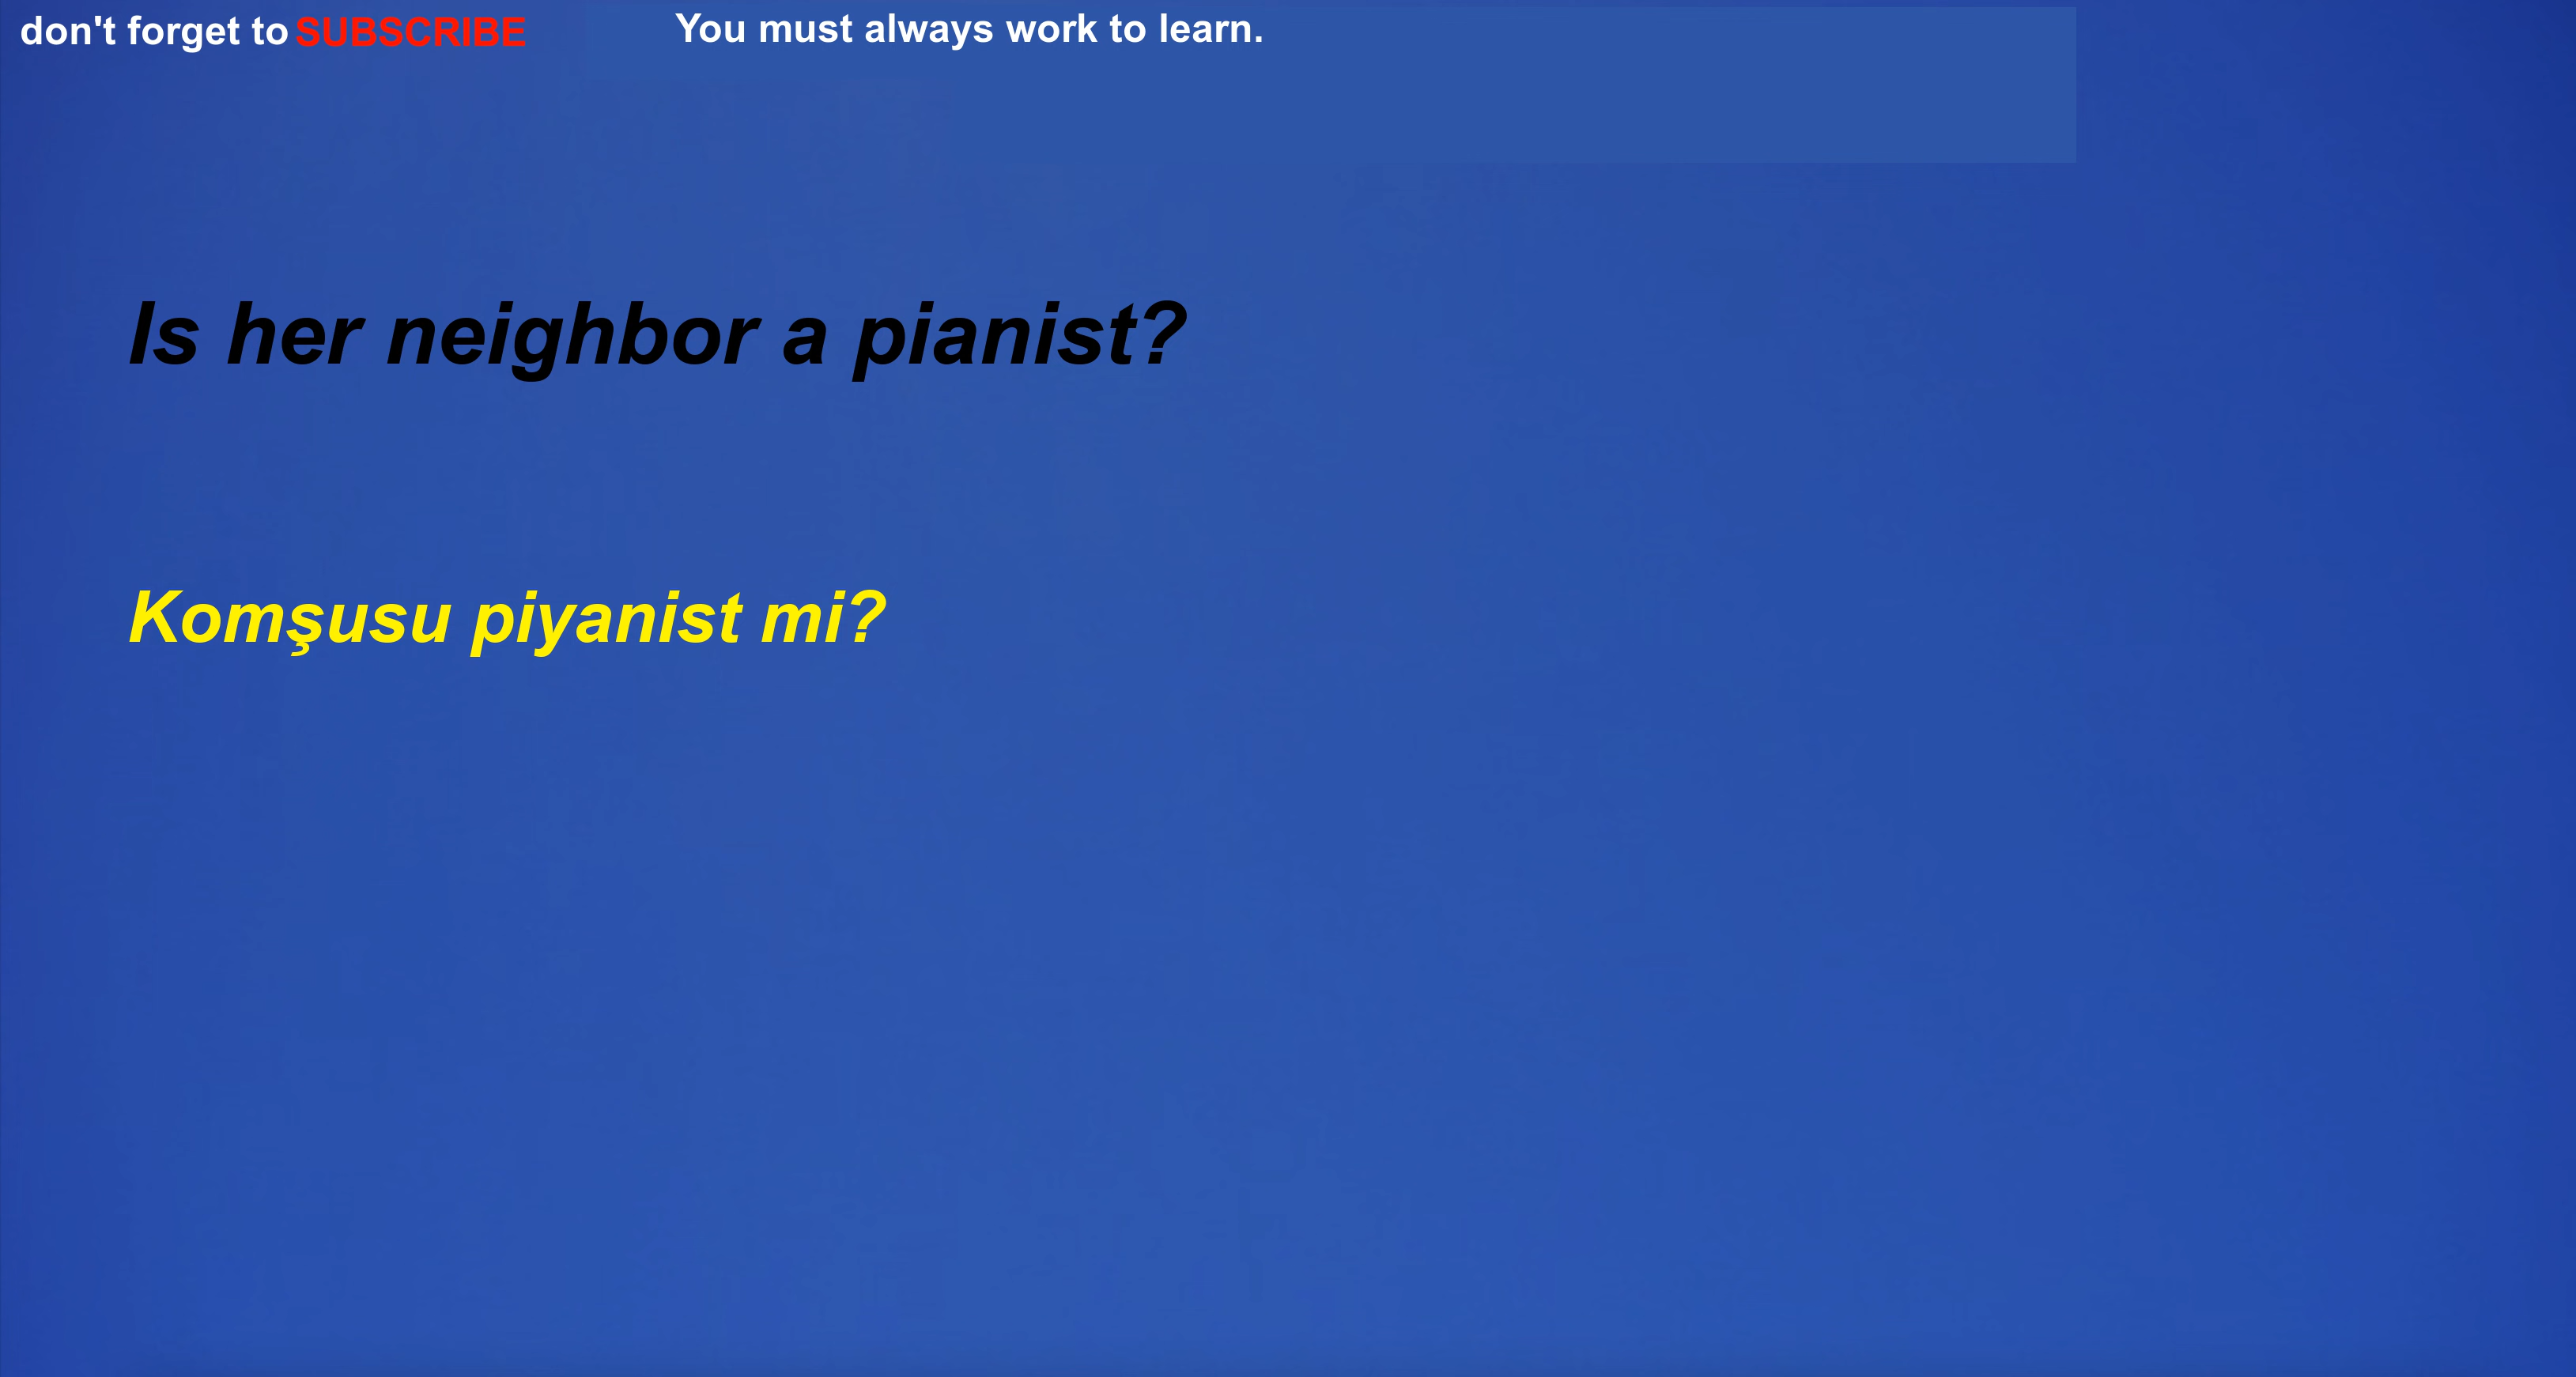 don't forget to SUBSCRIBE
You must always work to learn.
Is her neighbor a pianist?
Komşusu piyanist mi?